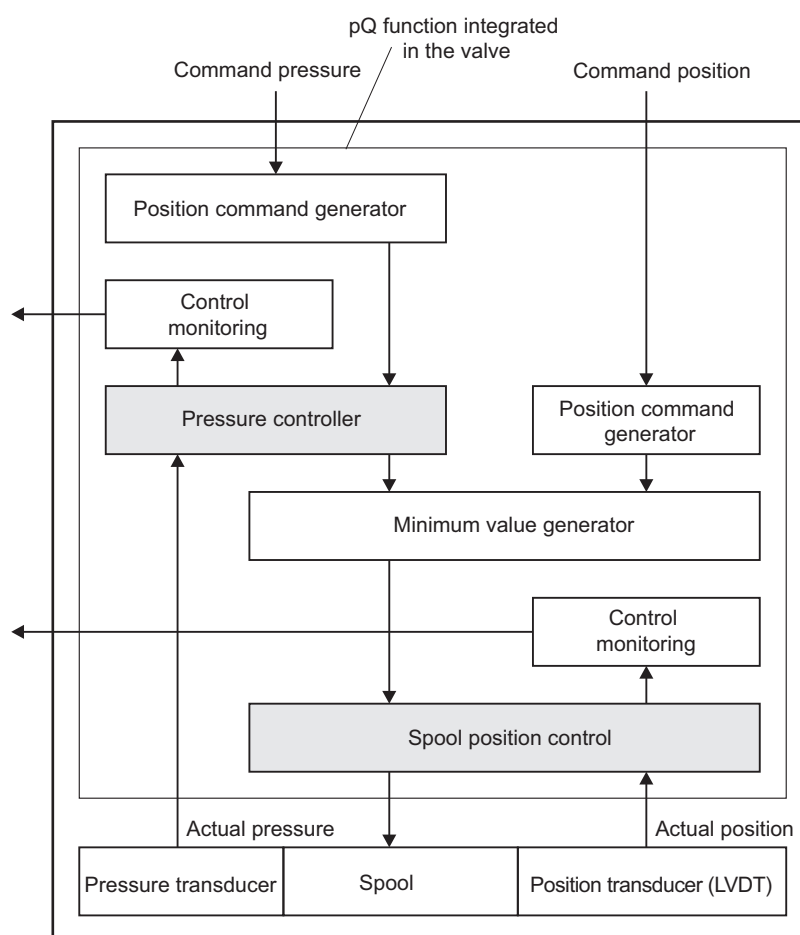 pQ function integrated
in the valve
Command pressure
Command position
Position command generator
Control
monitoring
Pressure controller
Position command
generator
Minimum value generator
Control
monitoring
Spool position control
Actual pressure
Actual position
Pressure transducer
Spool
Position transducer (LVDT)